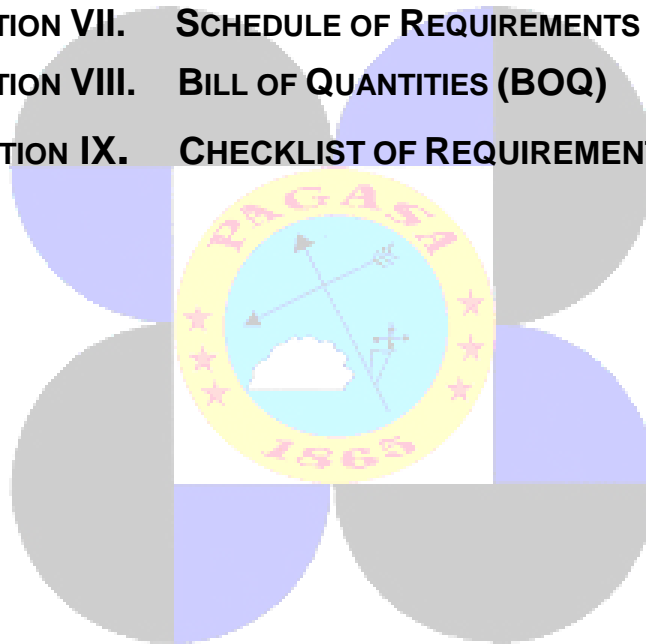 TION VII. SCHEDULE OF REQUIREMENTS
TION VIII. BILL OF QUANTITIES (BOQ)
TION IX. CHECKLIST OF REQUIREMENT
PAGASA
1865